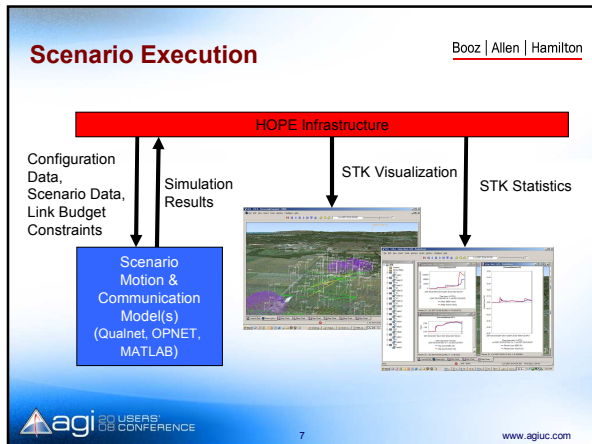 Scenario Execution
Booz | Allen | Hamilton
HOPE Infrastructure
Configuration
Data,
Scenario Data,
Link Budget
Constraints
Simulation
Results
STK Visualization
STK Statistics
Scenario
Motion &
Communication
Model(s)
(Qualnet, OPNET,
MATLAB)
agi 2008 USERS'
CONFERENCE
7
www.agiuc.com